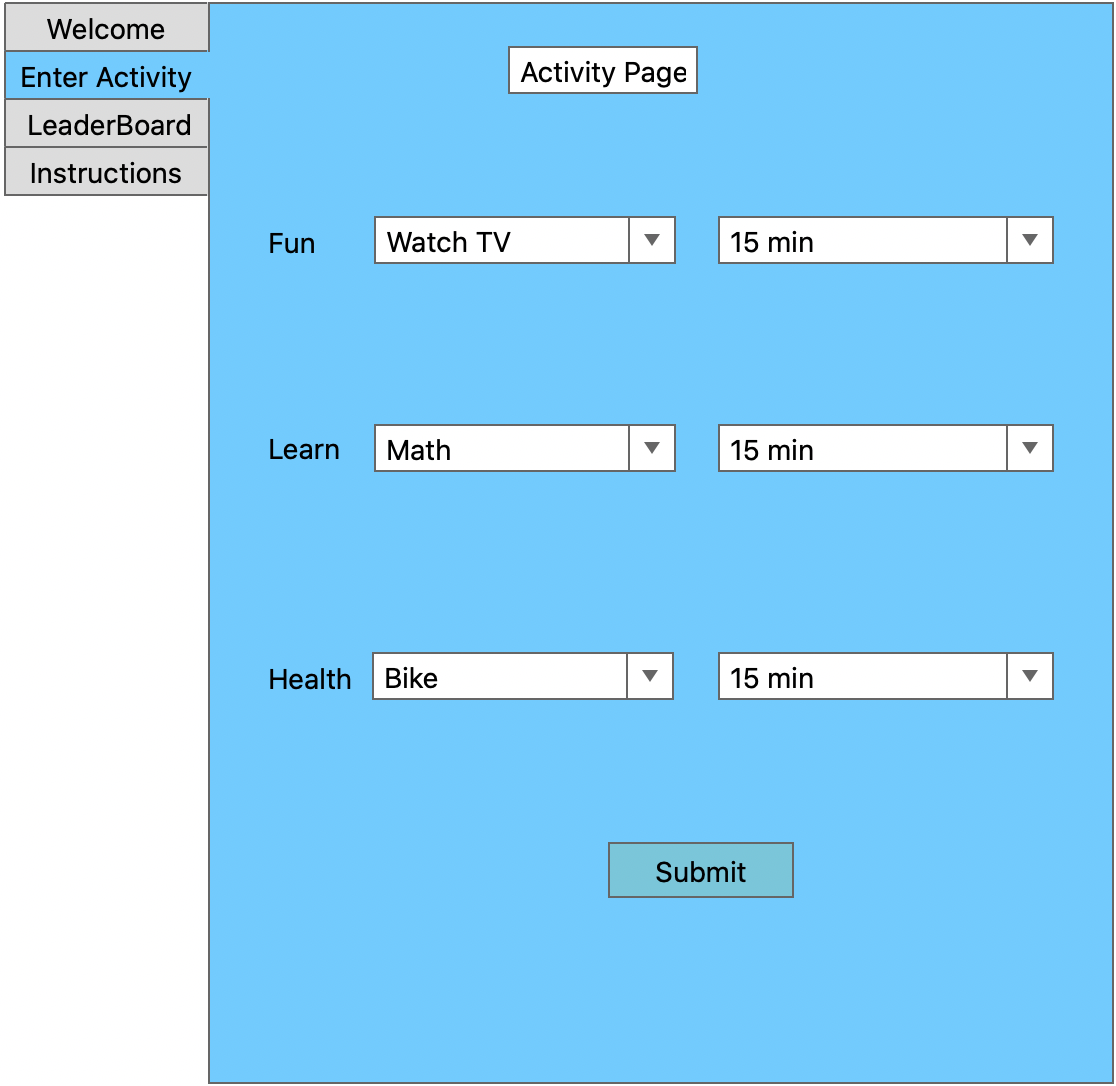 Welcome
Enter Activity
LeaderBoard
Instructions
Activity Page
Fun Watch TV 15 min
Learn Math 15 min
Health Bike 15 min
Submit